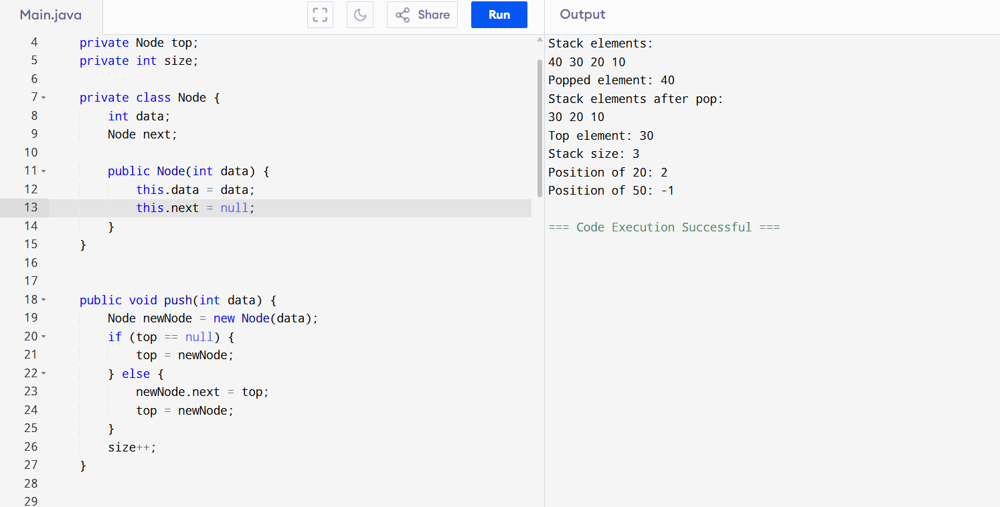 Main.java
Share
Run
Output
4 private Node top;
5 private int size;
6
7 private class Node {
8 int data;
9 Node next;
10
11 public Node(int data) {
12 this.data = data;
13 this.next = null;
14 }
15 }
16
17
18 public void push(int data) {
19 Node newNode = new Node(data);
20 if (top == null) {
21 top = newNode;
22 } else {
23 newNode.next = top;
24 top = newNode;
25 }
26 size++;
27 }
28
29
Stack elements:
40 30 20 10
Popped element: 40
Stack elements after pop:
30 20 10
Top element: 30
Stack size: 3
Position of 20: 2
Position of 50: -1
=== Code Execution Successful ===